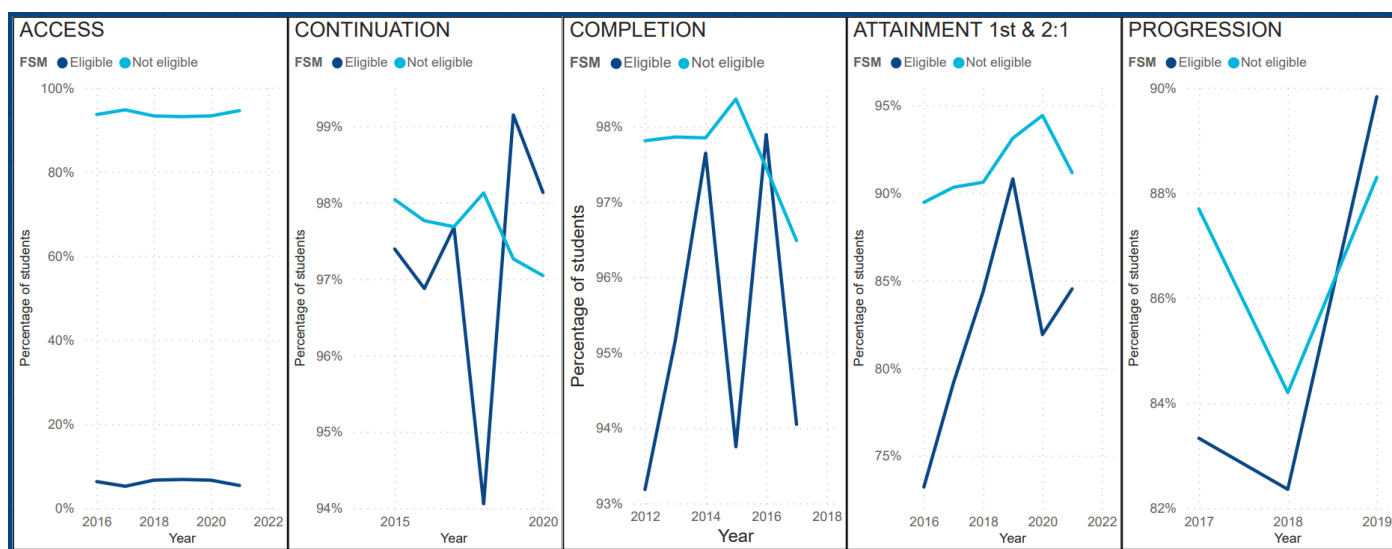 ACCESS
FSM Eligible Not eligible
100%
80%
60%
40%
20%
0%
Percentage of students
2016 2018 2020 2022
Year
CONTINUATION
FSM Eligible Not eligible
99%
98%
97%
96%
95%
94%
Percentage of students
2015 2020
Year
COMPLETION
FSM Eligible Not eligible
98%
97%
96%
95%
94%
93%
Percentage of students
2012 2014 2016 2018
Year
ATTAINMENT 1st & 2:1
FSM Eligible Not eligible
95%
90%
85%
80%
75%
Percentage of students
2016 2018 2020 2022
Year
PROGRESSION
FSM Eligible Not eligible
90%
88%
86%
84%
82%
Percentage of students
2017 2018 2019
Year